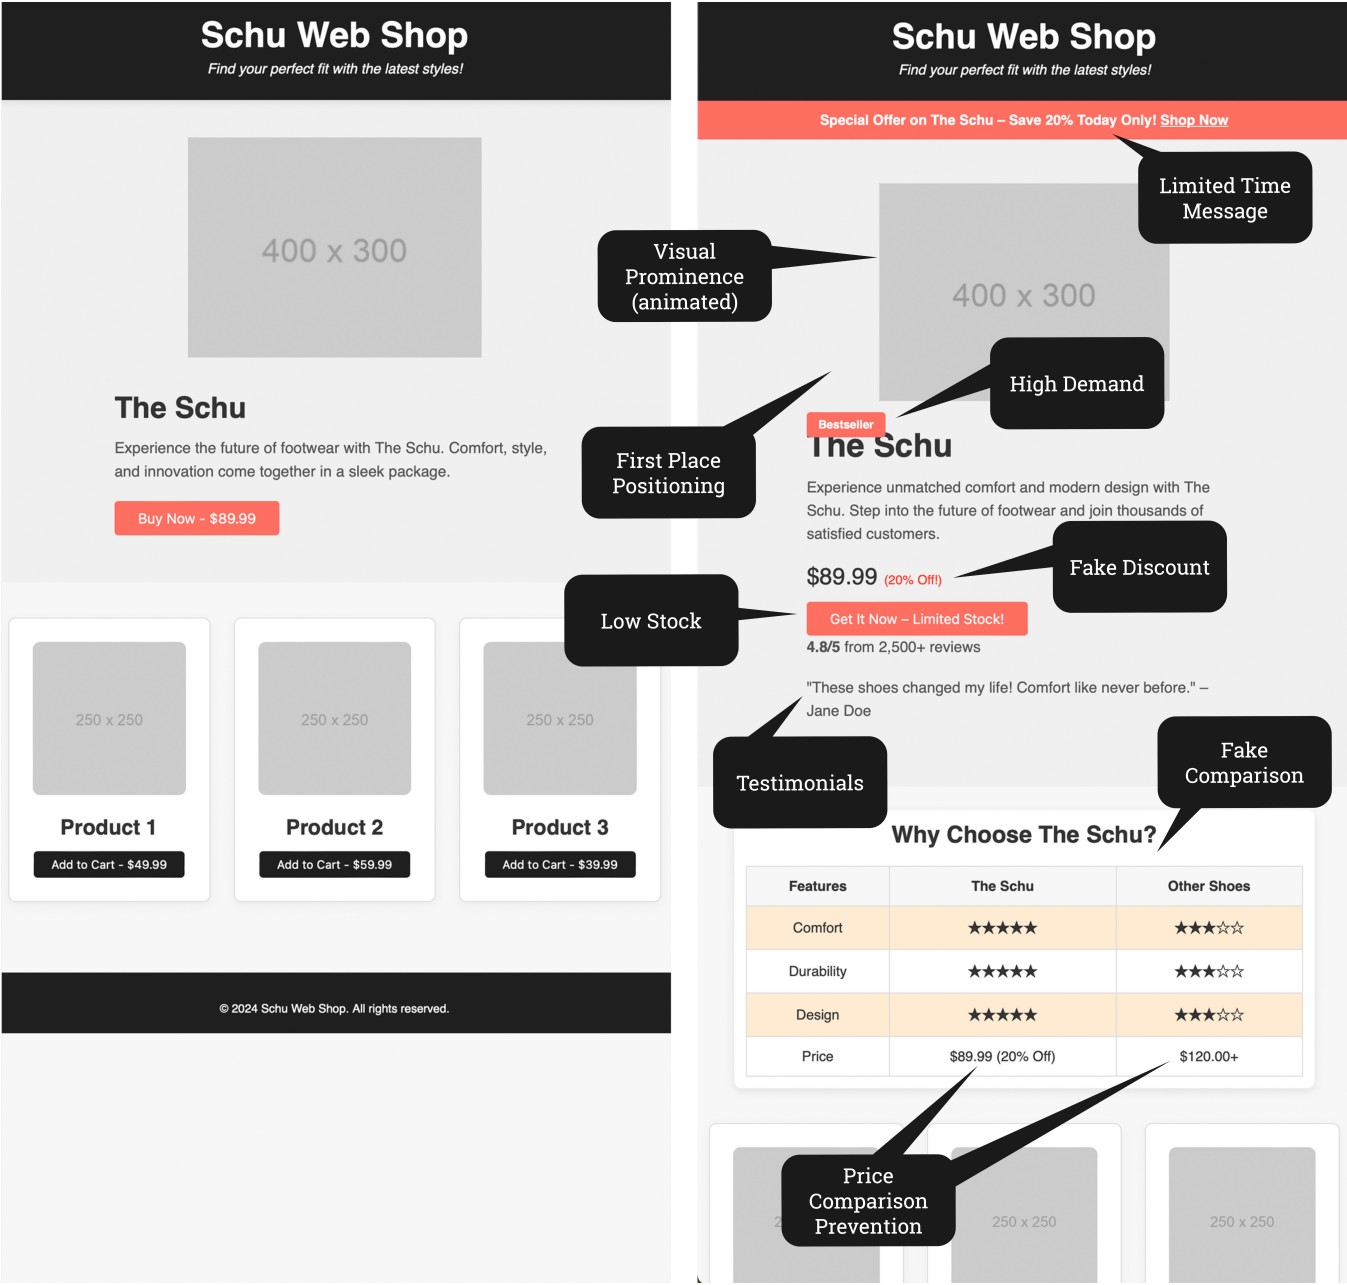 Schu Web Shop
Find your perfect fit with the latest styles!
400 x 300
The Schu
Experience the future of footwear with The Schu. Comfort, style,
and innovation come together in a sleek package.
Buy Now - $89.99
250 x 250
Product 1
Add to Cart - $49.99
250 x 250
Product 2
Add to Cart - $59.99
250 x 250
Product 3
Add to Cart - $39.99
© 2024 Schu Web Shop. All rights reserved.
Schu Web Shop
Find your perfect fit with the latest styles!
Special Offer on The Schu – Save 20% Today Only! Shop Now
Limited Time
Message
Visual
Prominence
(animated)
400 x 300
High Demand
First Place
Positioning
Bestseller
The Schu
Experience unmatched comfort and modern design with The
Schu. Step into the future of footwear and join thousands of
satisfied customers.
Fake Discount
$89.99 (20% Off!)
Low Stock
Get It Now – Limited Stock!
4.8/5 from 2,500+ reviews
"These shoes changed my life! Comfort like never before." –
Jane Doe
Testimonials
Fake
Comparison
Why Choose The Schu?
Features The Schu Other Shoes
Comfort ★★★★★ ★★★☆☆
Durability ★★★★★ ★★★☆☆
Design ★★★★★ ★★★☆☆
Price $89.99 (20% Off) $120.00+
Price
Comparison
Prevention
2
250 x 250
250 x 250